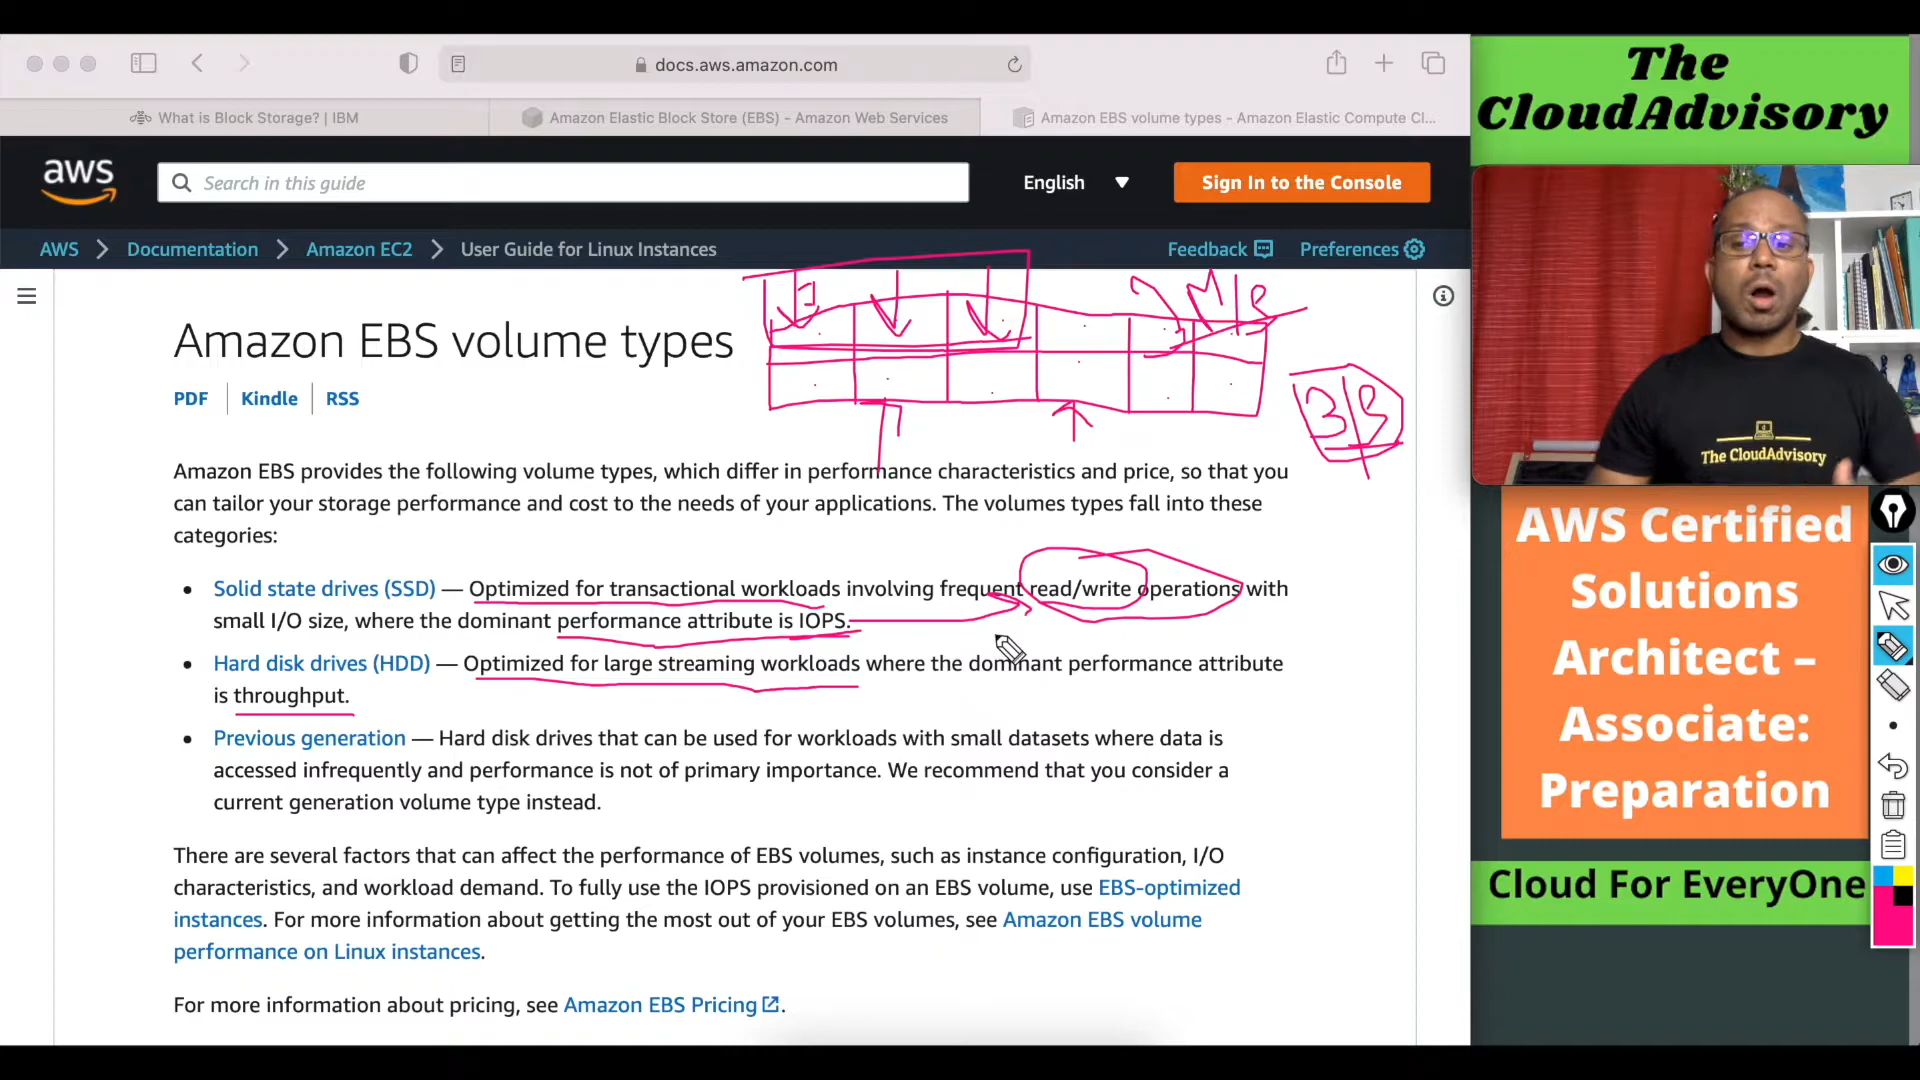 docs.aws.amazon.com
What is Block Storage? | IBM
Amazon Elastic Block Store (EBS) - Amazon Web Services
Amazon EBS volume types - Amazon Elastic Compute Cl...
aws
Search in this guide
English
Sign In to the Console
AWS
Documentation
Amazon EC2
User Guide for Linux Instances
Feedback
Preferences
Amazon EBS volume types
PDF
Kindle
RSS
Amazon EBS provides the following volume types, which differ in performance characteristics and price, so that you
can tailor your storage performance and cost to the needs of your applications. The volumes types fall into these
categories:
• Solid state drives (SSD) — Optimized for transactional workloads involving frequent read/write operations with
small I/O size, where the dominant performance attribute is IOPS.
• Hard disk drives (HDD) — Optimized for large streaming workloads where the dominant performance attribute
is throughput.
• Previous generation — Hard disk drives that can be used for workloads with small datasets where data is
accessed infrequently and performance is not of primary importance. We recommend that you consider a
current generation volume type instead.
There are several factors that can affect the performance of EBS volumes, such as instance configuration, I/O
characteristics, and workload demand. To fully use the IOPS provisioned on an EBS volume, use EBS-optimized
instances. For more information about getting the most out of your EBS volumes, see Amazon EBS volume
performance on Linux instances.
For more information about pricing, see Amazon EBS Pricing.
The
CloudAdvisory
The CloudAdvisory
AWS Certified
Solutions
Architect –
Associate:
Preparation
Cloud For EveryOne